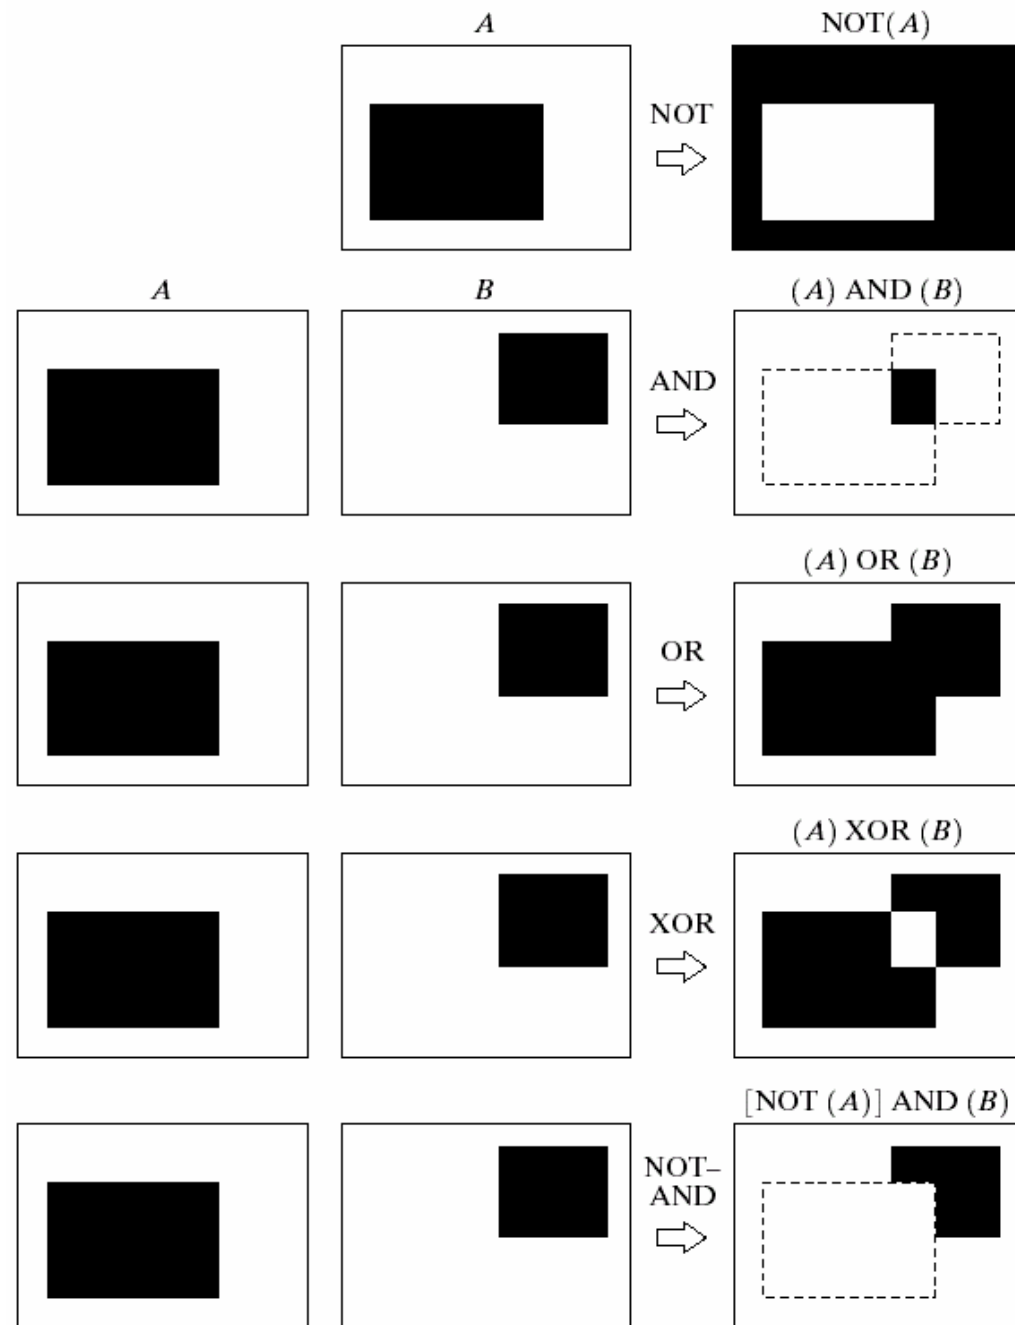 A
NOT(A)
NOT
A
B
(A) AND (B)
AND
(A) OR (B)
OR
(A) XOR (B)
XOR
[NOT (A)] AND (B)
NOT–
AND